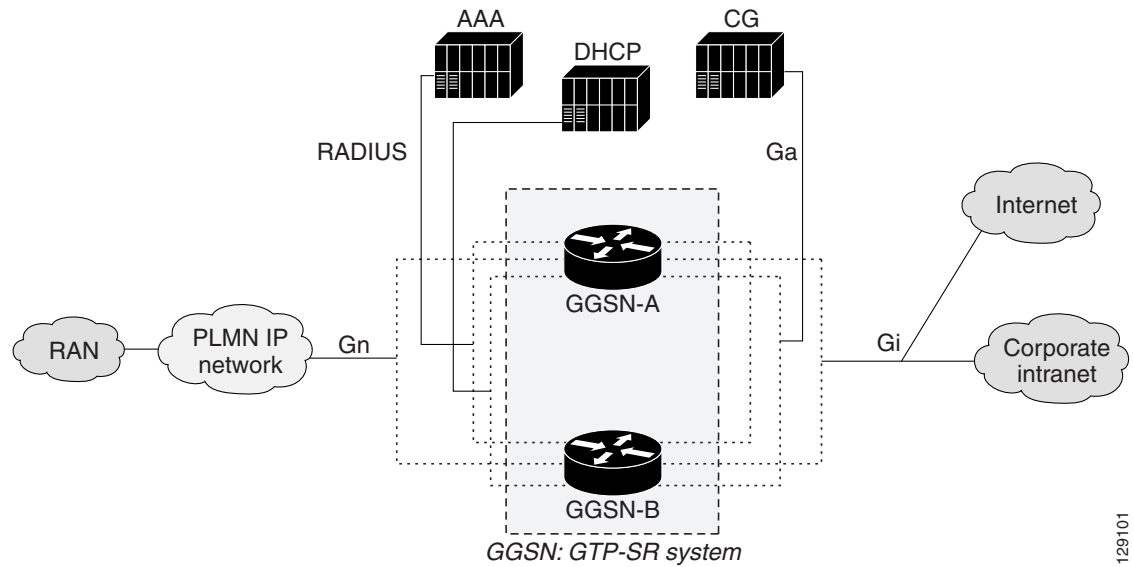 AAA
CG
DHCP
RADIUS
Ga
Internet
GGSN-A
RAN
PLMN IP
network
Gn
Gi
Corporate
intranet
GGSN-B
GGSN: GTP-SR system
129101